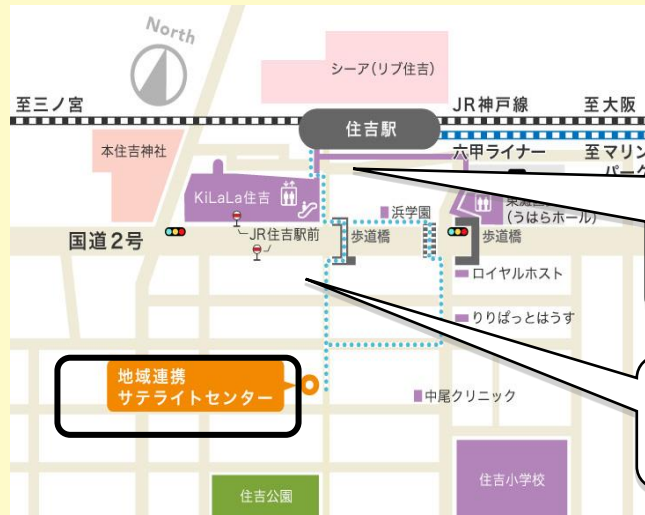 North
シーア(リブ住吉)
至三ノ宮
JR神戸線
至大阪
住吉駅
本住吉神社
六甲ライナー
至マリン
パーク
KiLaLa住吉
浜学園
(うはらホール)
国道2号
JR住吉駅前
歩道橋
歩道橋
ロイヤルホスト
りりぱっとはうす
地域連携
サテライトセンター
中尾クリニック
住吉公園
住吉小学校